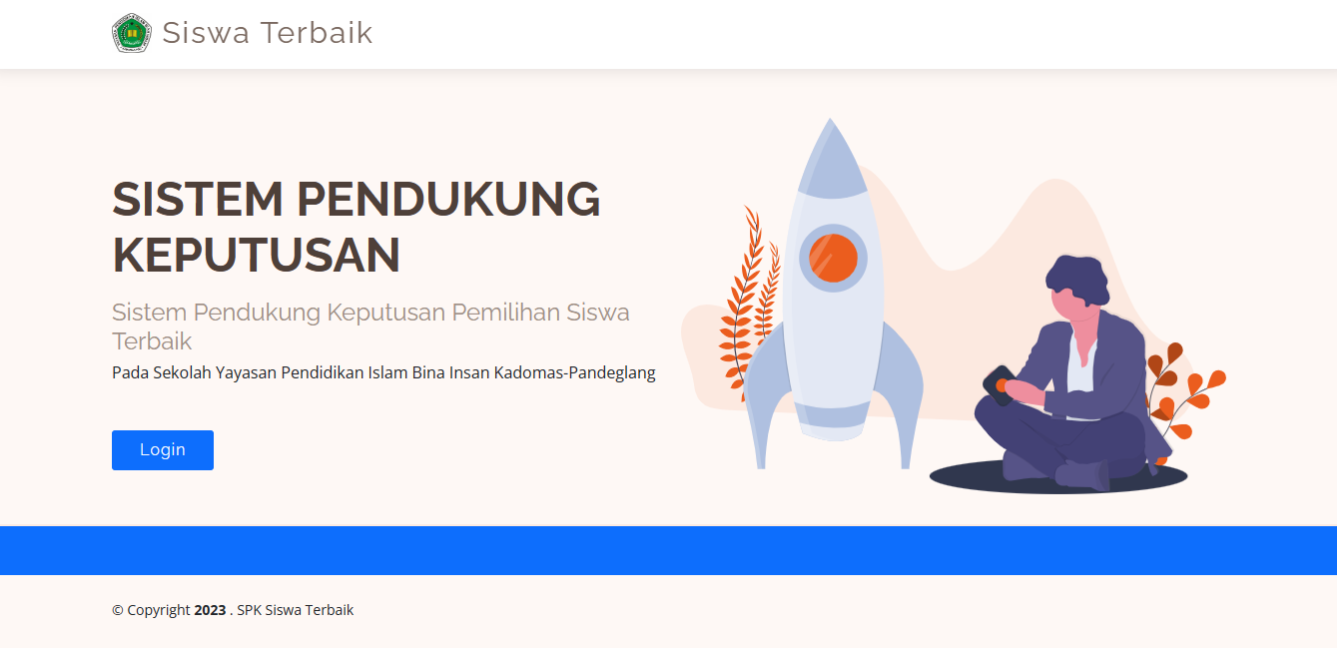 Siswa Terbaik
SISTEM PENDUKUNG
KEPUTUSAN
Sistem Pendukung Keputusan Pemilihan Siswa
Terbaik
Pada Sekolah Yayasan Pendidikan Islam Bina Insan Kadomas-Pandeglang
Login
© Copyright 2023 . SPK Siswa Terbaik